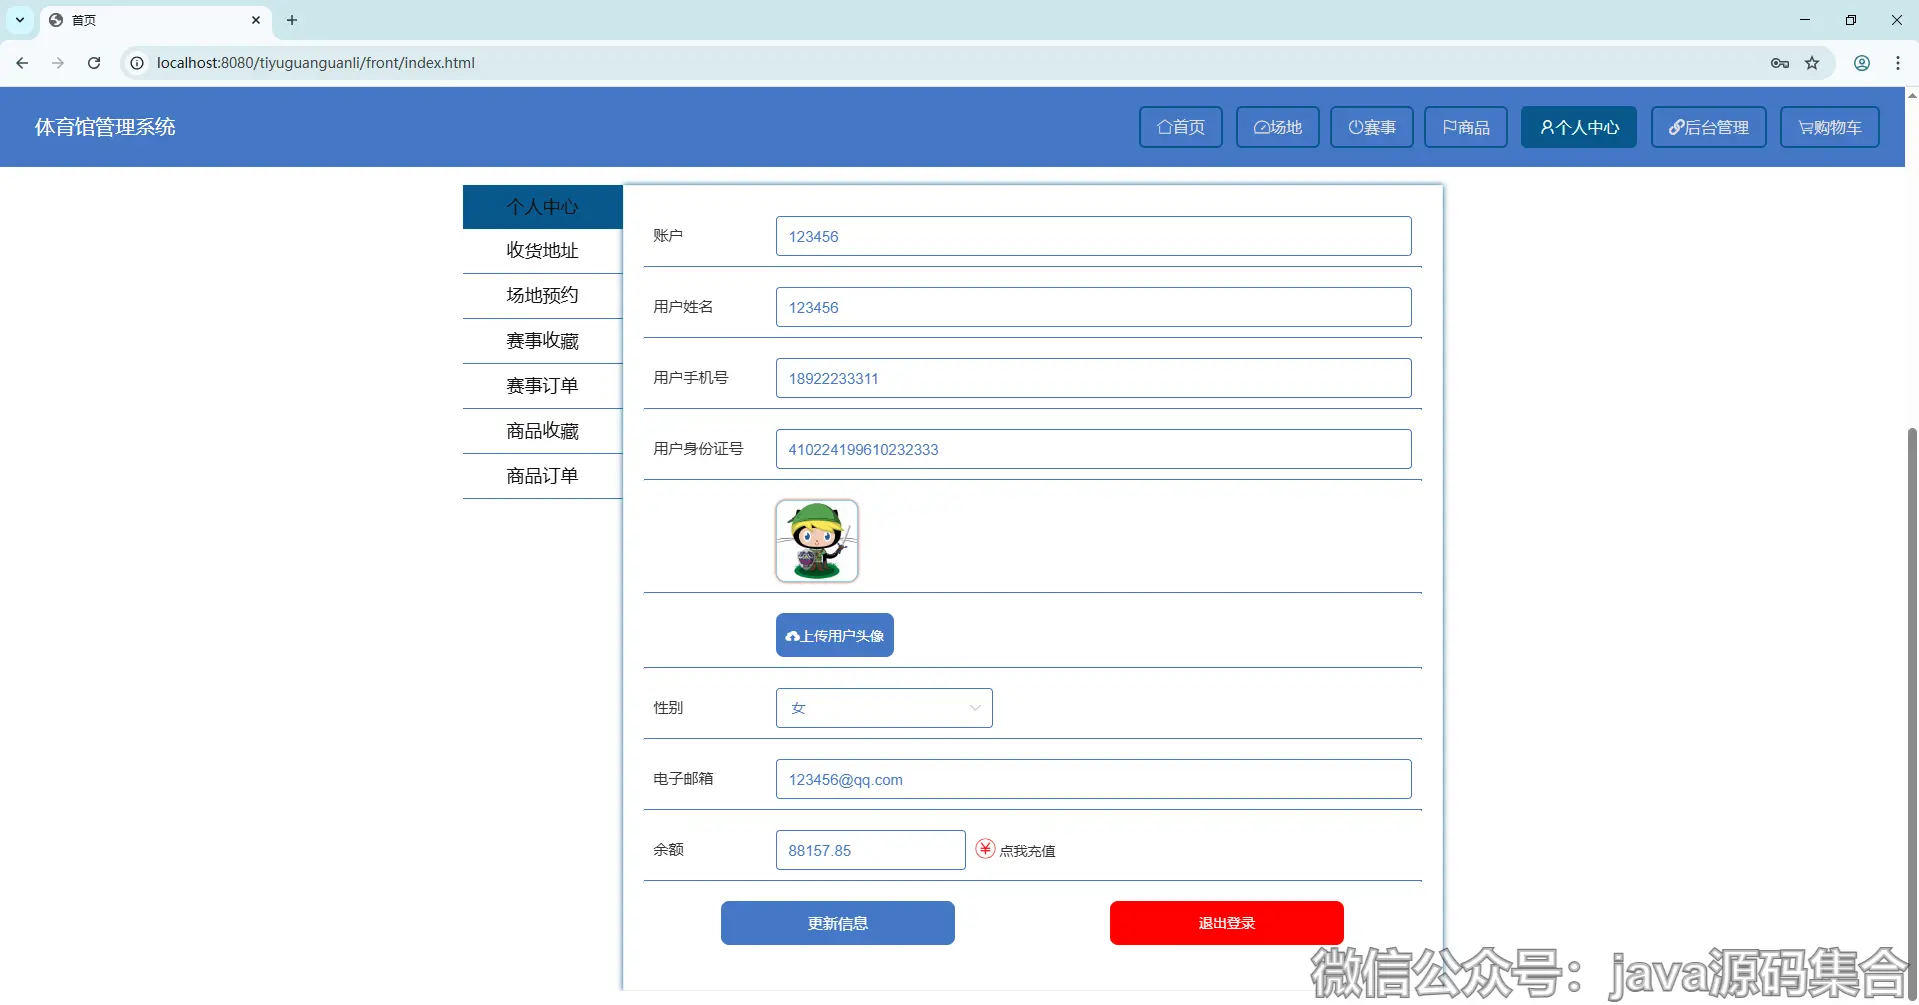 首页
localhost:8080/tiyuguanguanli/front/index.html
体育馆管理系统
首页
场地
赛事
商品
个人中心
后台管理
购物车
个人中心
收货地址
场地预约
赛事收藏
赛事订单
商品收藏
商品订单
账户
123456
用户姓名
123456
用户手机号
18922233311
用户身份证号
410224199610232333
上传用户头像
性别
女
电子邮箱
123456@qq.com
余额
88157.85
点我充值
更新信息
退出登录
微信公众号：java源码集合